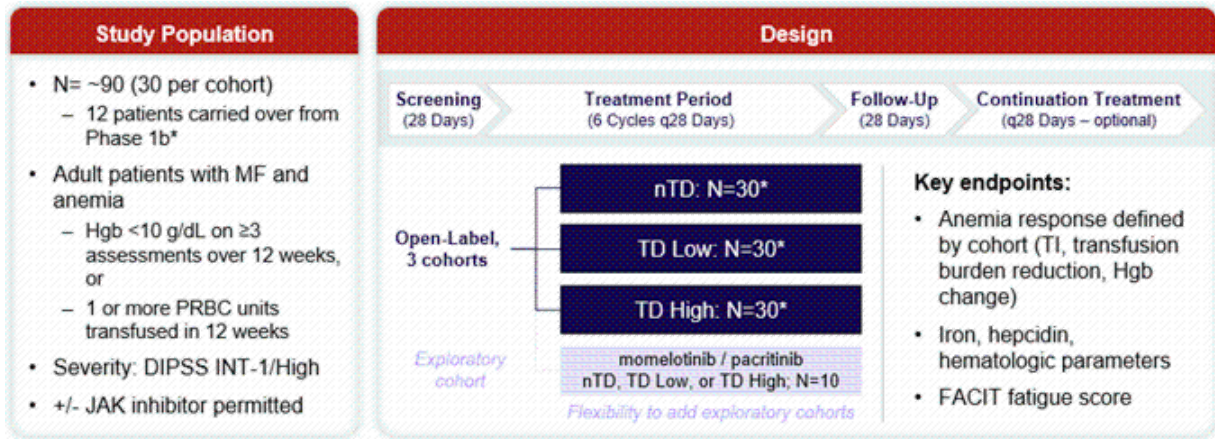 Study Population
• N= ~90 (30 per cohort)
– 12 patients carried over from
Phase 1b*
• Adult patients with MF and
anemia
– Hgb <10 g/dL on ≥3
assessments over 12 weeks,
or
– 1 or more PRBC units
transfused in 12 weeks
• Severity: DIPSS INT-1/High
• +/- JAK inhibitor permitted
Design
Screening
(28 Days)
Treatment Period
(6 Cycles q28 Days)
Follow-Up
(28 Days)
Continuation Treatment
(q28 Days – optional)
Open-Label,
3 cohorts
nTD: N=30*
TD Low: N=30*
TD High: N=30*
Exploratory
cohort
momelotinib / pacritinib
nTD, TD Low, or TD High; N=10
Flexibility to add exploratory cohorts
Key endpoints:
• Anemia response defined
by cohort (TI, transfusion
burden reduction, Hgb
change)
• Iron, hepcidin,
hematologic parameters
• FACIT fatigue score